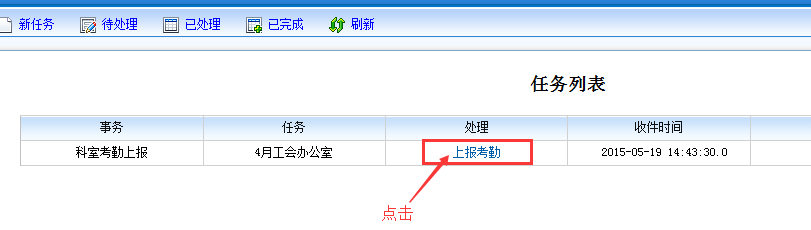 新任务 待处理 已处理 已完成 刷新
任务列表
事务 任务 处理 收件时间
科室考勤上报 4月工会办公室 上报考勤 2015-05-19 14:43:30.0
点击